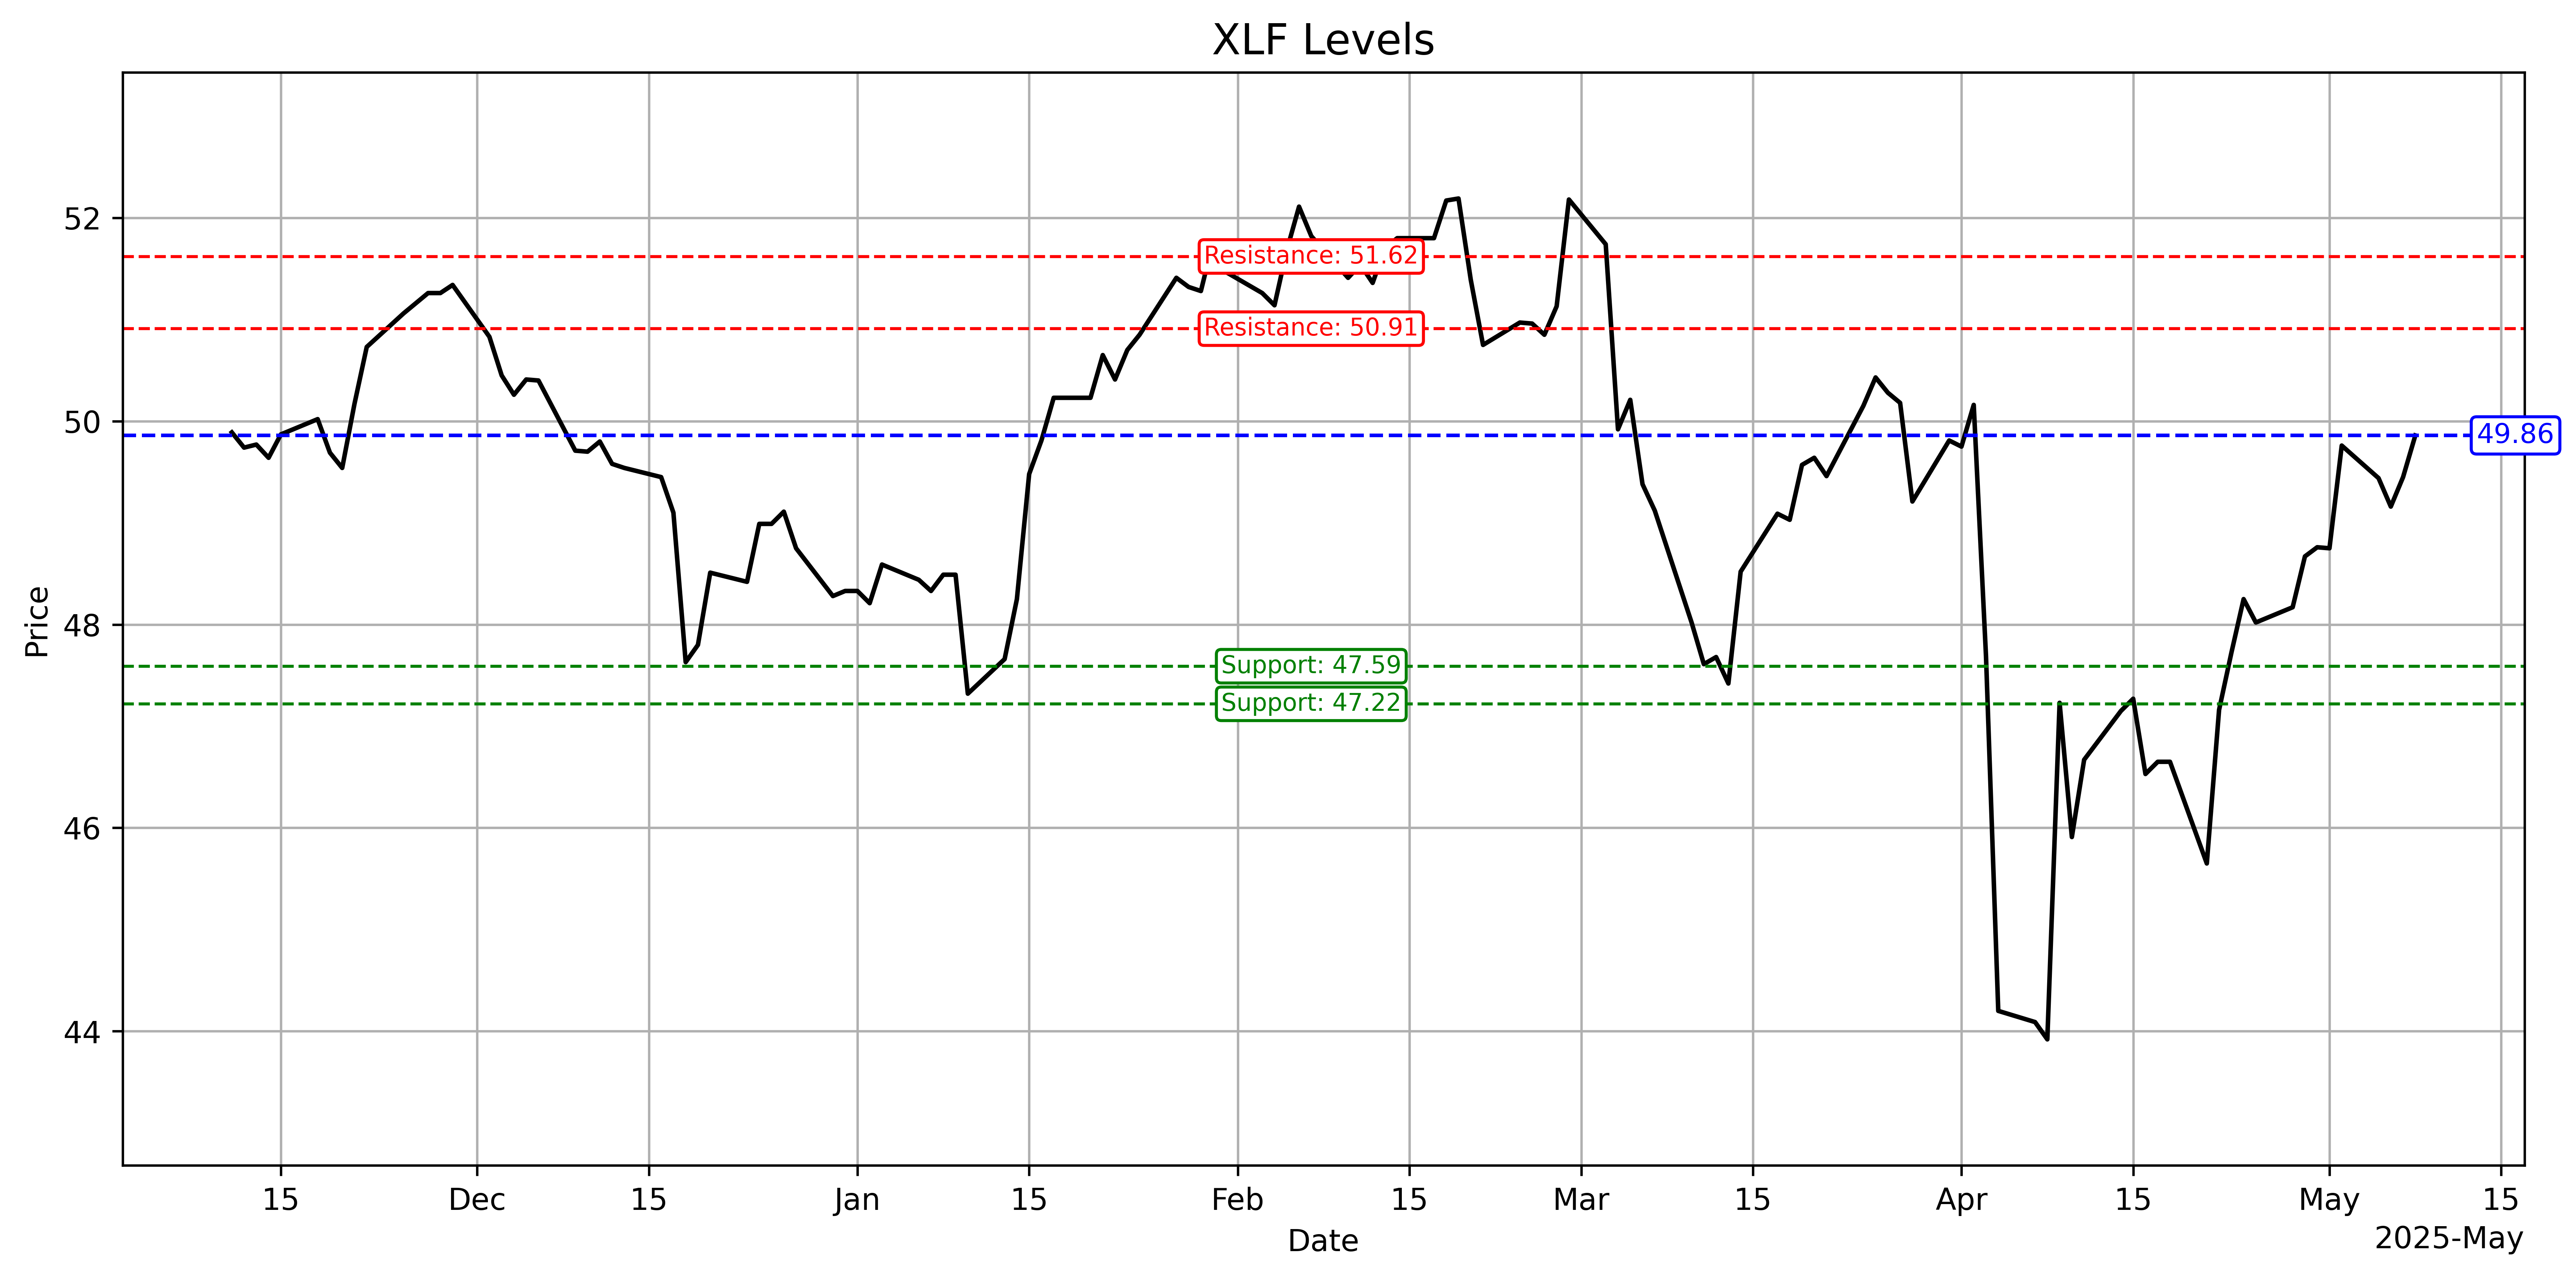 XLF Levels
Price
52
50
48
46
44
Resistance: 51.62
Resistance: 50.91
49.86
Support: 47.59
Support: 47.22
15 Dec 15 Jan 15 Feb 15 Mar 15 Apr 15 May 15
Date
2025-May